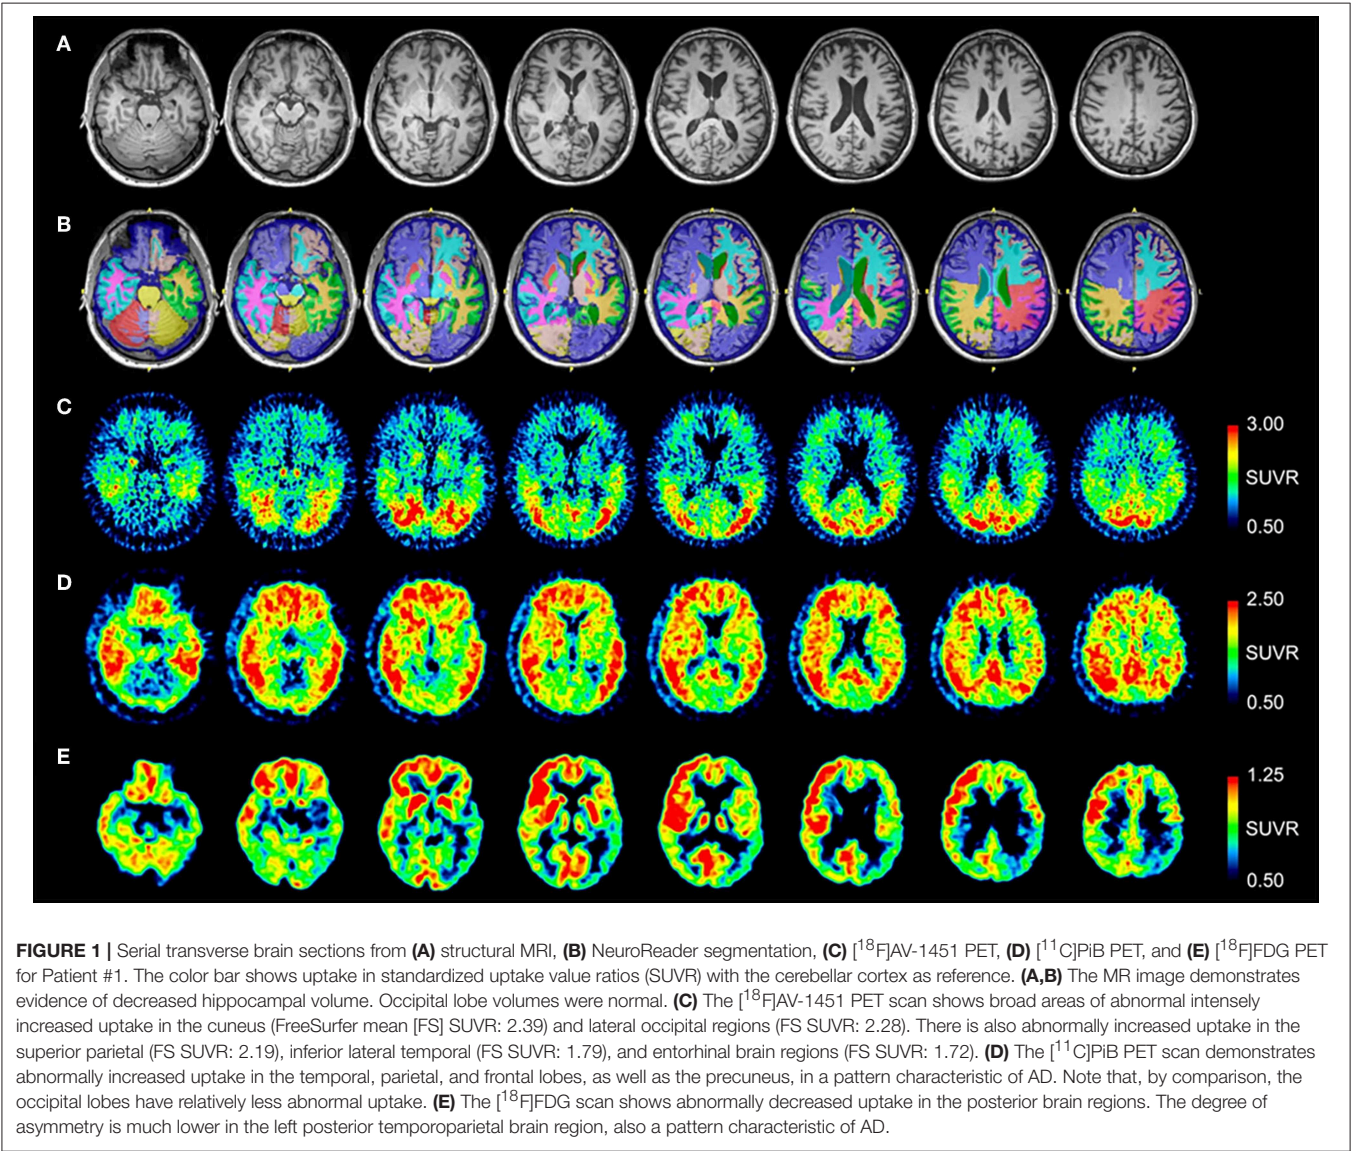 A
B
C
3.00
SUVR
0.50
D
2.50
SUVR
0.50
E
1.25
SUVR
0.50
FIGURE 1 | Serial transverse brain sections from (A) structural MRI, (B) NeuroReader segmentation, (C) [18F]AV-1451 PET, (D) [11C]PiB PET, and (E) [18F]FDG PET
for Patient #1. The color bar shows uptake in standardized uptake value ratios (SUVR) with the cerebellar cortex as reference. (A,B) The MR image demonstrates
evidence of decreased hippocampal volume. Occipital lobe volumes were normal. (C) The [18F]AV-1451 PET scan shows broad areas of abnormal intensely
increased uptake in the cuneus (FreeSurfer mean [FS] SUVR: 2.39) and lateral occipital regions (FS SUVR: 2.28). There is also abnormally increased uptake in the
superior parietal (FS SUVR: 2.19), inferior lateral temporal (FS SUVR: 1.79), and entorhinal brain regions (FS SUVR: 1.72). (D) The [11C]PiB PET scan demonstrates
abnormally increased uptake in the temporal, parietal, and frontal lobes, as well as the precuneus, in a pattern characteristic of AD. Note that, by comparison, the
occipital lobes have relatively less abnormal uptake. (E) The [18F]FDG scan shows abnormally decreased uptake in the posterior brain regions. The degree of
asymmetry is much lower in the left posterior temporoparietal brain region, also a pattern characteristic of AD.